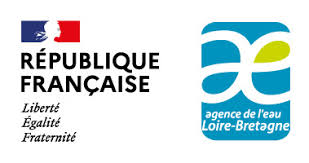 RÉPUBLIQUE
FRANÇAISE
Liberté
Égalité
Fraternité
agence de l'eau
Loire-Bretagne